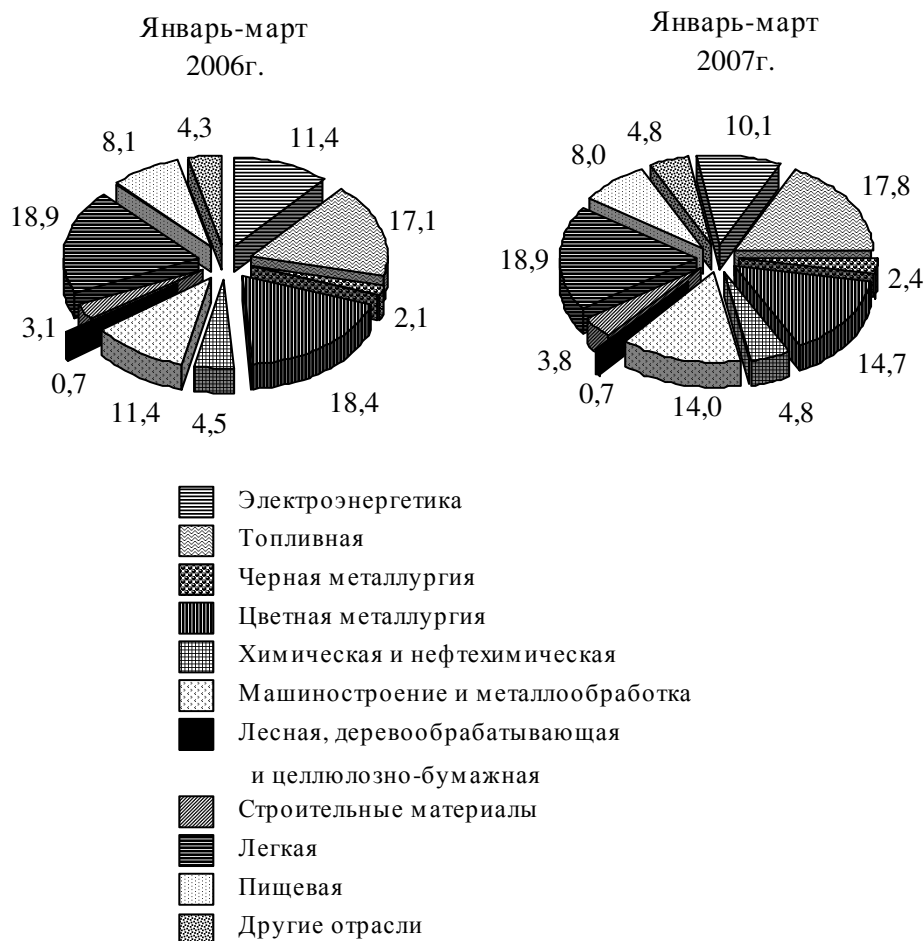 Январь-март
2006г.
4,3
11,4
8,1
17,1
18,9
2,1
3,1
0,7
11,4
4,5
18,4
Январь-март
2007г.
4,8
10,1
8,0
17,8
18,9
2,4
3,8
0,7
14,0
4,8
14,7
Электроэнергетика
Топливная
Черная металлургия
Цветная металлургия
Химическая и нефтехимическая
Машиностроение и металлообработка
Лесная, деревообрабатывающая
и целлюлозно-бумажная
Строительные материалы
Легкая
Пищевая
Другие отрасли